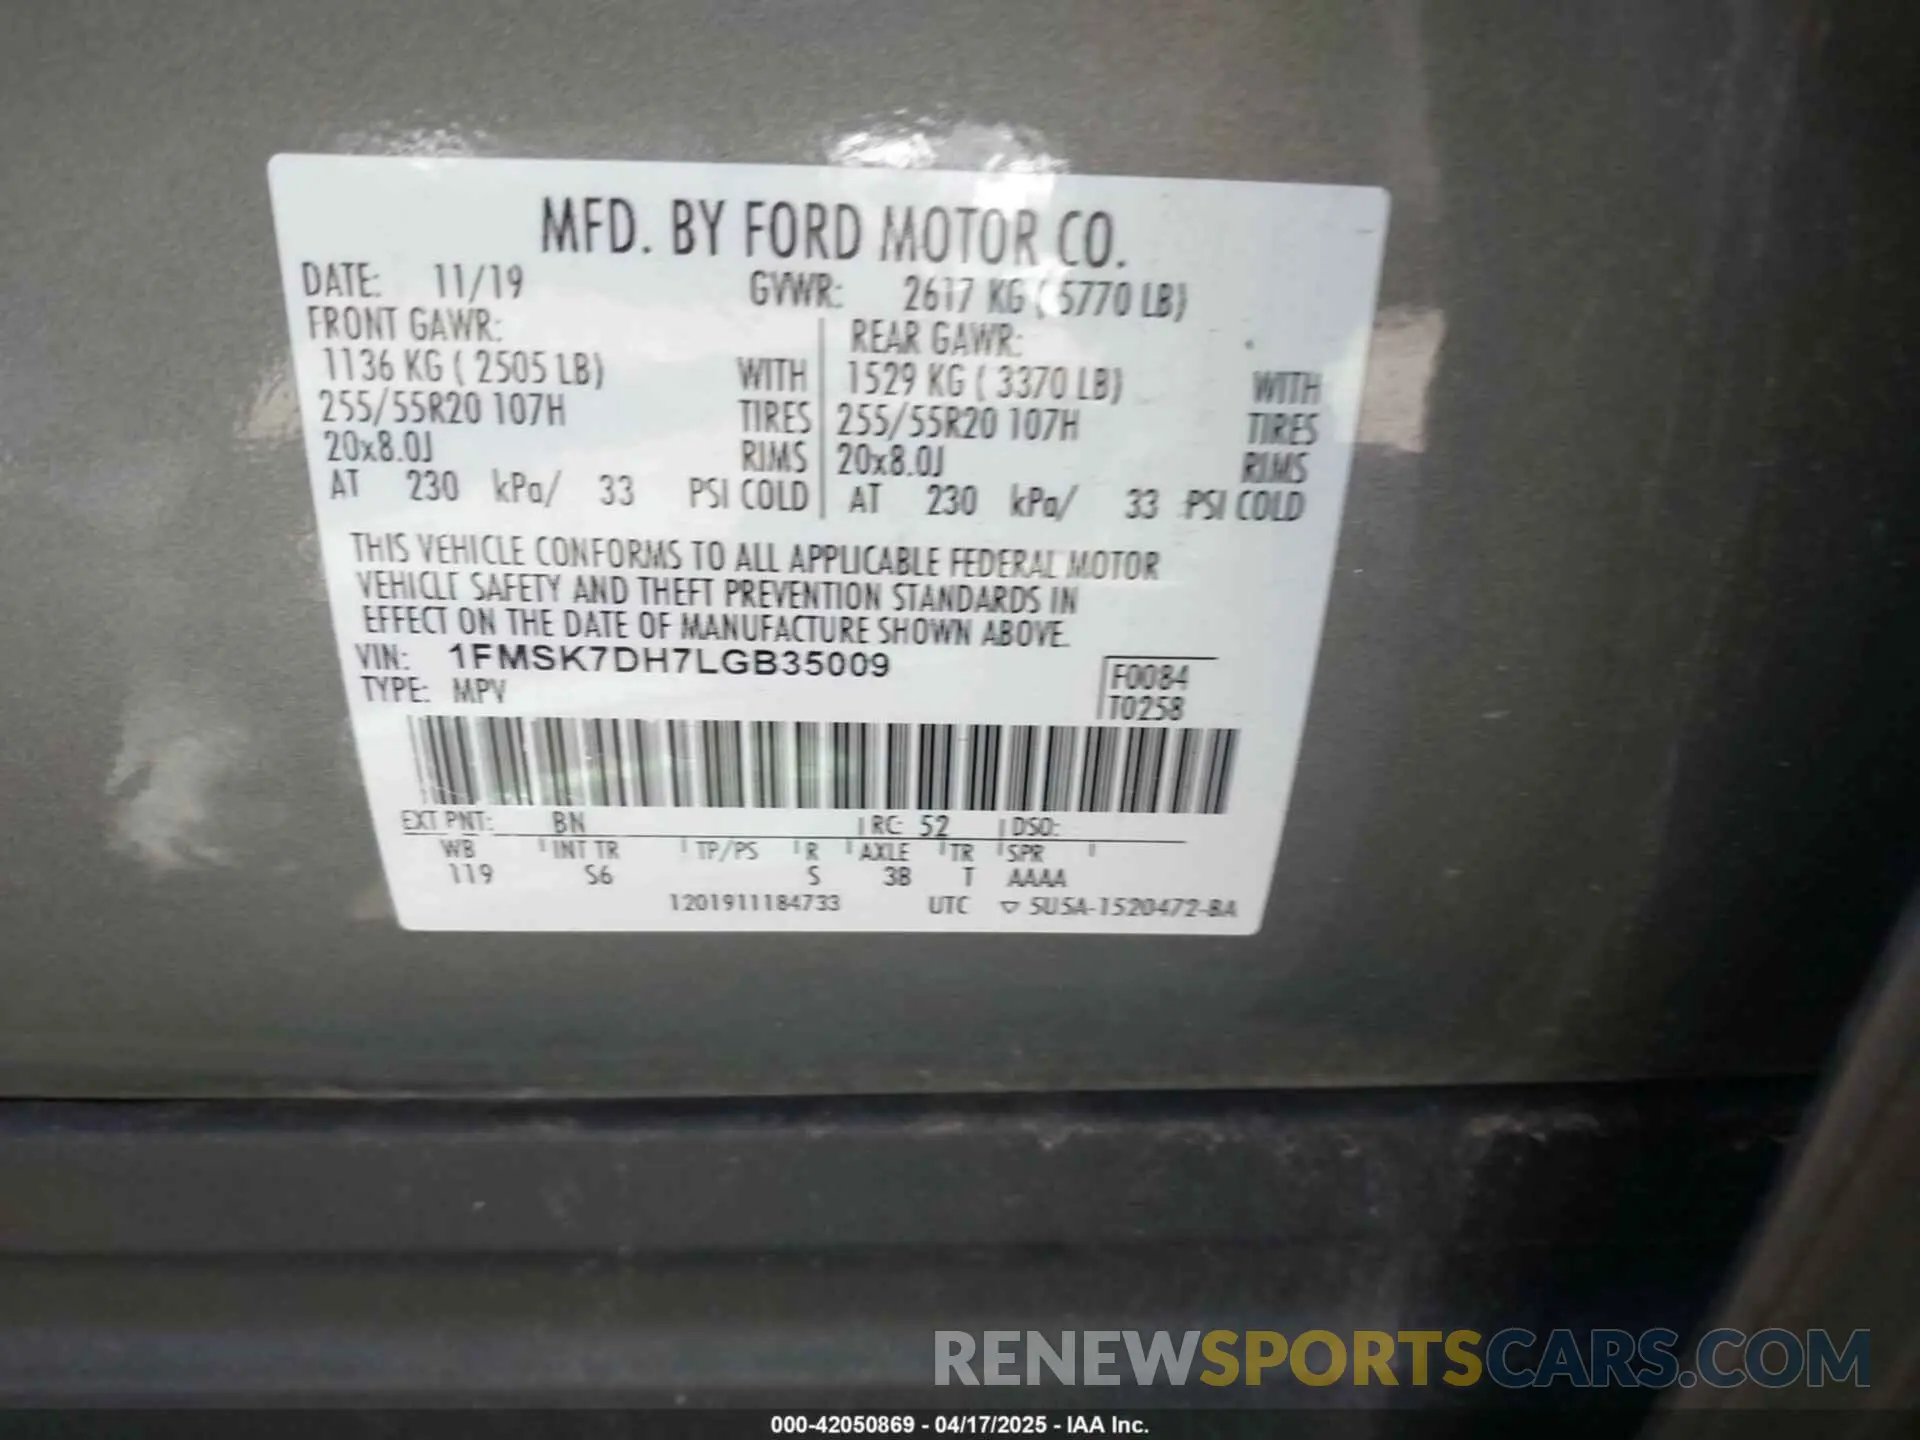 MFD. BY FORD MOTOR CO.
DATE: 11/19 GVWR: 2617 KG ( 5770 LB)
FRONT GAWR: REAR GAWR:
1136 KG ( 2505 LB) WITH 1529 KG ( 3370 LB) WITH
255/55R20 107H TIRES 255/55R20 107H TIRES
20x8.0J RIMS 20x8.0J RIMS
AT 230 kPa/ 33 PSI COLD AT 230 kPa/ 33 PSI COLD
THIS VEHICLE CONFORMS TO ALL APPLICABLE FEDERAL MOTOR
VEHICLE SAFETY AND THEFT PREVENTION STANDARDS IN
EFFECT ON THE DATE OF MANUFACTURE SHOWN ABOVE.
VIN: 1FMSK7DH7LGB35009
TYPE: MPV
F0084
T0258
EXT PNT: BN RC: 52 DSO:
WB INT TR TP/PS R AXLE TR SPR
119 S6 S 38 T AAAA
1201911184733 UTC ▽ 5U5A-1520472-BA
RENEWSPORTSCARS.COM
000-42050869 - 04/17/2025 - IAA Inc.